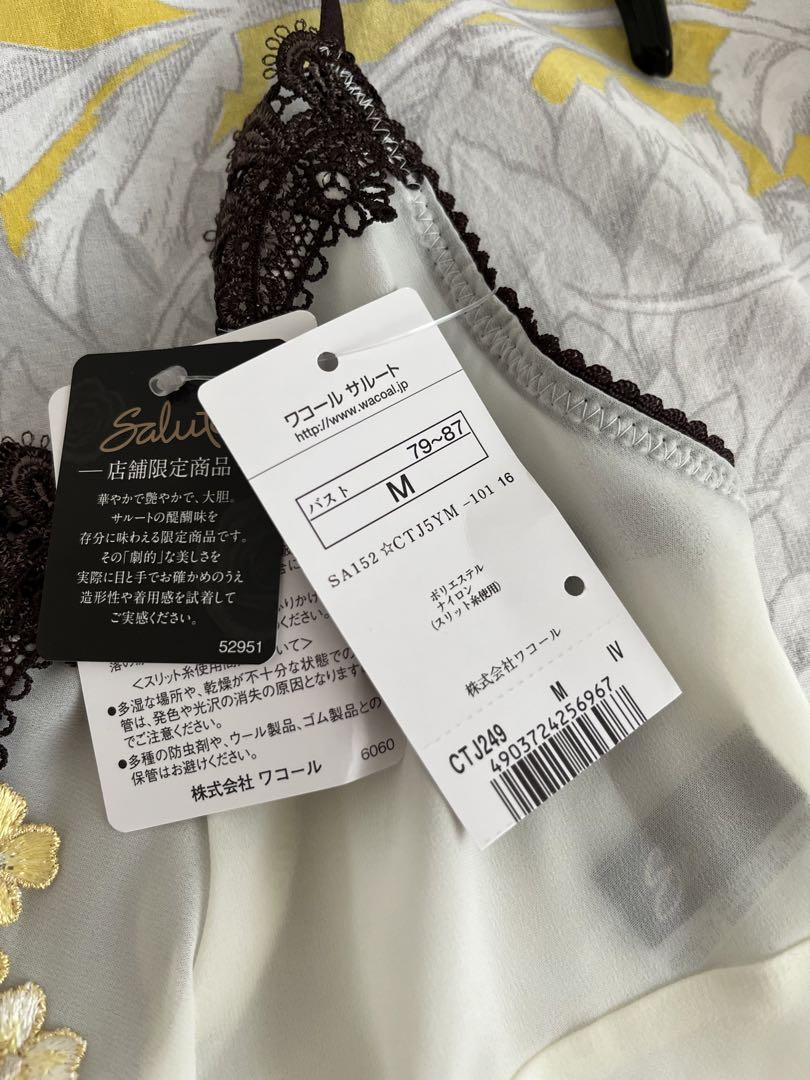 Salut
店舗限定商品
華やかで艶やかで、大胆。
サルートの醍醐味を
存分に味わえる限定商品です。
その「劇的」な美しさを
実際に目と手でお確かめのうえ
造形性や着用感を試着して
ご実感ください。
52951
<スリット糸使用
いて>
●多湿な場所や、乾燥が不十分な状態での
管は、発色や光沢の消失の原因となります
でご注意ください。
●多種の防虫剤や、ウール製品、ゴム製品との
保管はお避けください。
6060
株式会社 ワコール
ワコール サルート
http://www.wacoal.jp
バスト
79~87
M
SA152 ☆CTJ5YM -101 16
ポリエステル
ナイロン
(スリット糸使用)
株式会社ワコール
M
IV
CTJ249
4903724256967